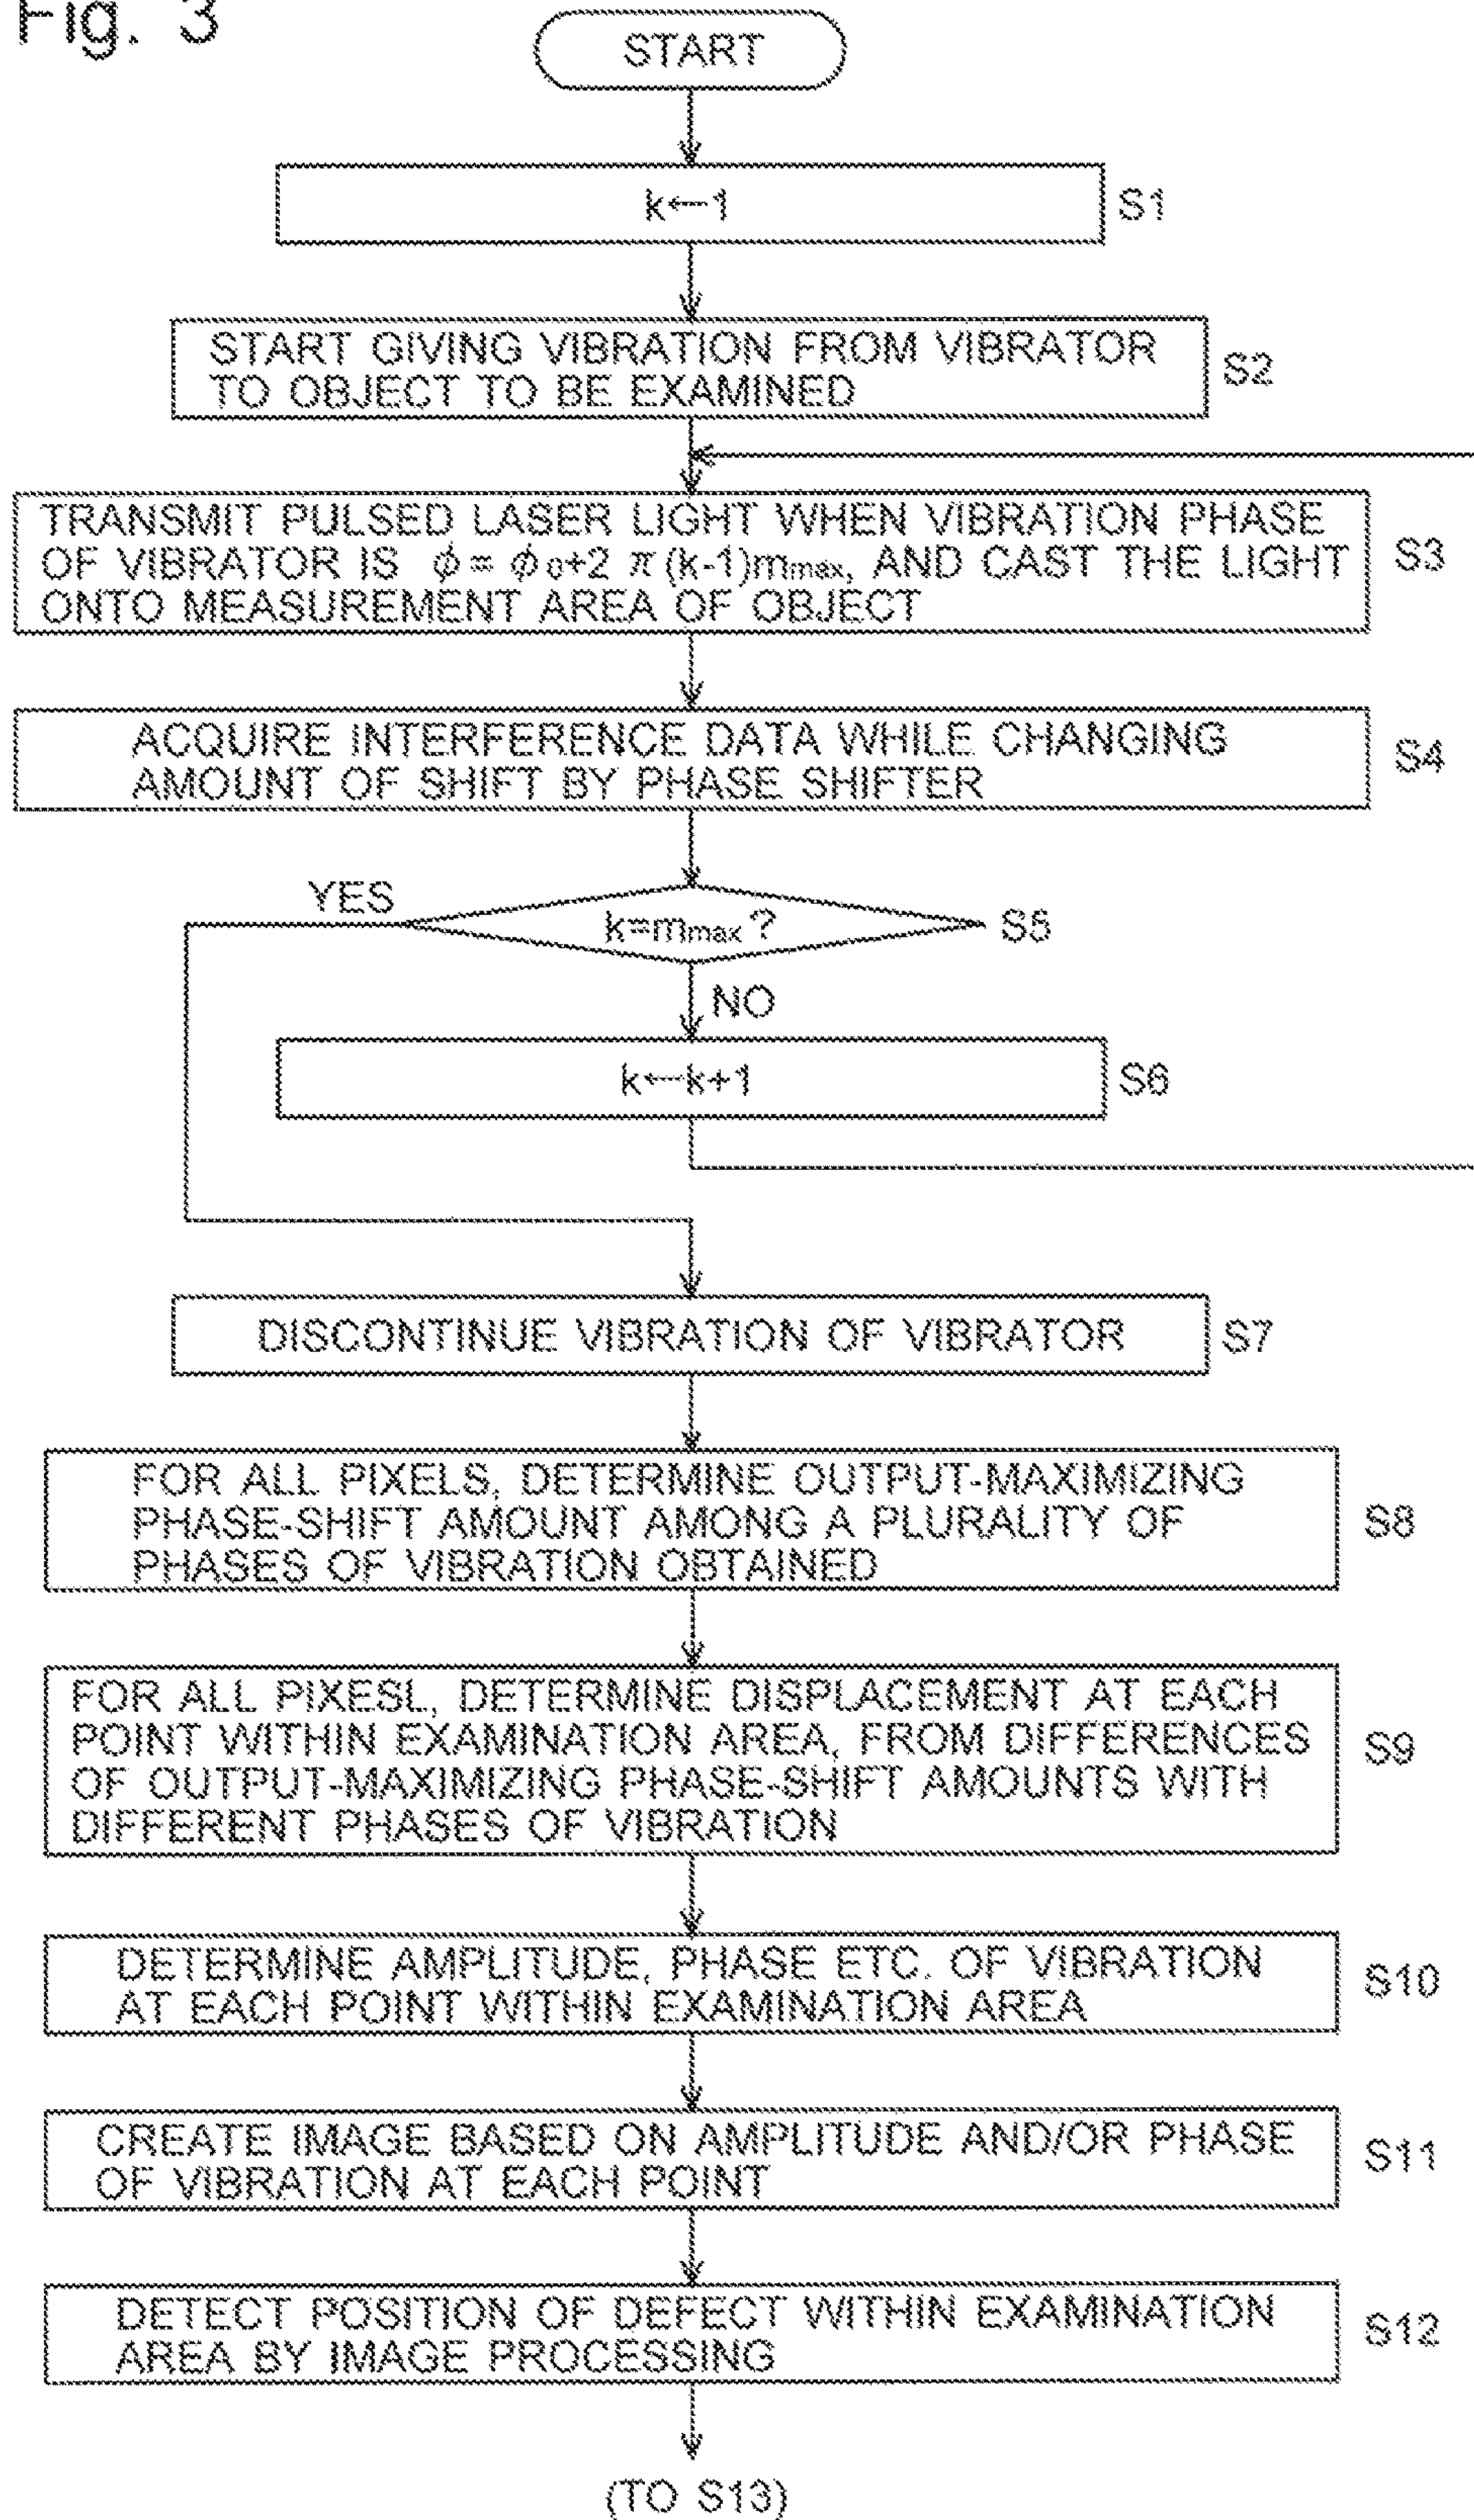 Fig. 3
START
k←1
S1
START GIVING VIBRATION FROM VIBRATOR
TO OBJECT TO BE EXAMINED
S2
TRANSMIT PULSED LASER LIGHT WHEN VIBRATION PHASE
OF VIBRATOR IS ϕ= ϕ0+2 π(k-1)mmax, AND CAST THE LIGHT
ONTO MEASUREMENT AREA OF OBJECT
S3
ACQUIRE INTERFERENCE DATA WHILE CHANGING
AMOUNT OF SHIFT BY PHASE SHIFTER
S4
YES
k=mmax?
S5
NO
k←k+1
S6
DISCONTINUE VIBRATION OF VIBRATOR
S7
FOR ALL PIXELS, DETERMINE OUTPUT-MAXIMIZING
PHASE-SHIFT AMOUNT AMONG A PLURALITY OF
PHASES OF VIBRATION OBTAINED
S8
FOR ALL PIXESL, DETERMINE DISPLACEMENT AT EACH
POINT WITHIN EXAMINATION AREA, FROM DIFFERENCES
OF OUTPUT-MAXIMIZING PHASE-SHIFT AMOUNTS WITH
DIFFERENT PHASES OF VIBRATION
S9
DETERMINE AMPLITUDE, PHASE ETC. OF VIBRATION
AT EACH POINT WITHIN EXAMINATION AREA
S10
CREATE IMAGE BASED ON AMPLITUDE AND/OR PHASE
OF VIBRATION AT EACH POINT
S11
DETECT POSITION OF DEFECT WITHIN EXAMINATION
AREA BY IMAGE PROCESSING
S12
(TO S13)